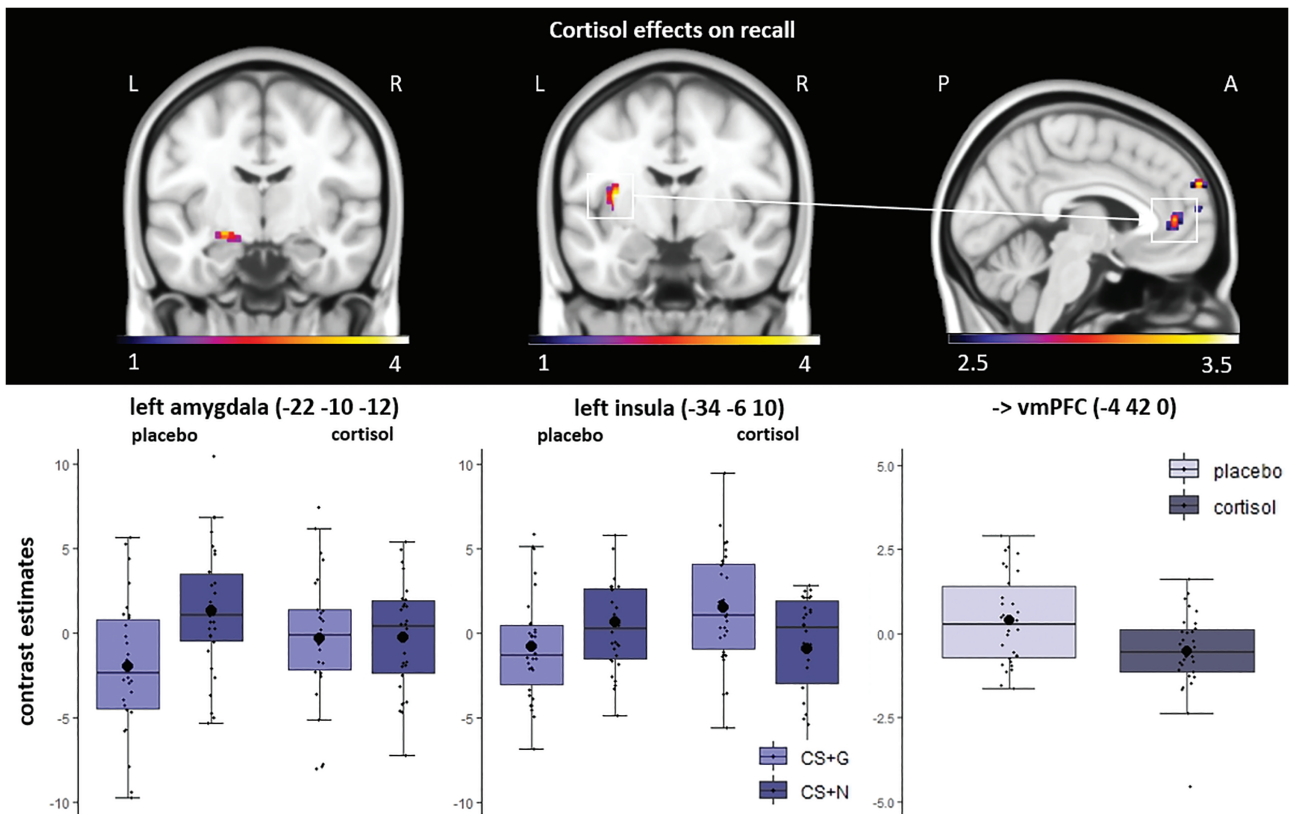 Cortisol effects on recall
L R L R P A
1 4 1 4 2.5 3.5
left amygdala (-22 -10 -12) left insula (-34 -6 10) -> vmPFC (-4 42 0)
placebo cortisol placebo cortisol
contrast estimates
10
5
0
-5
-10
10
5
0
-5
-10
CS+G
CS+N
5.0
2.5
0.0
-2.5
-5.0
placebo
cortisol